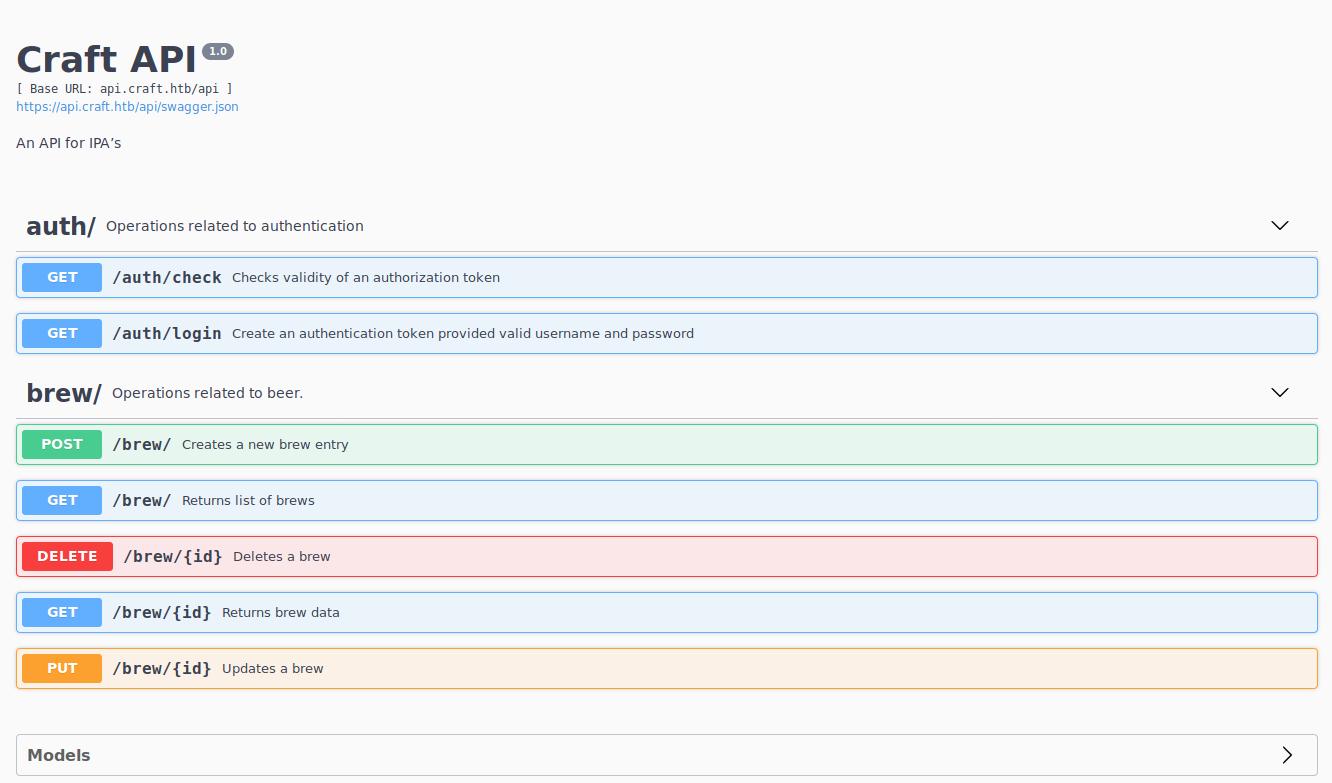 Craft API 1.0
[ Base URL: api.craft.htb/api ]
https://api.craft.htb/api/swagger.json
An API for IPA’s
auth/ Operations related to authentication
GET /auth/check Checks validity of an authorization token
GET /auth/login Create an authentication token provided valid username and password
brew/ Operations related to beer.
POST /brew/ Creates a new brew entry
GET /brew/ Returns list of brews
DELETE /brew/{id} Deletes a brew
GET /brew/{id} Returns brew data
PUT /brew/{id} Updates a brew
Models